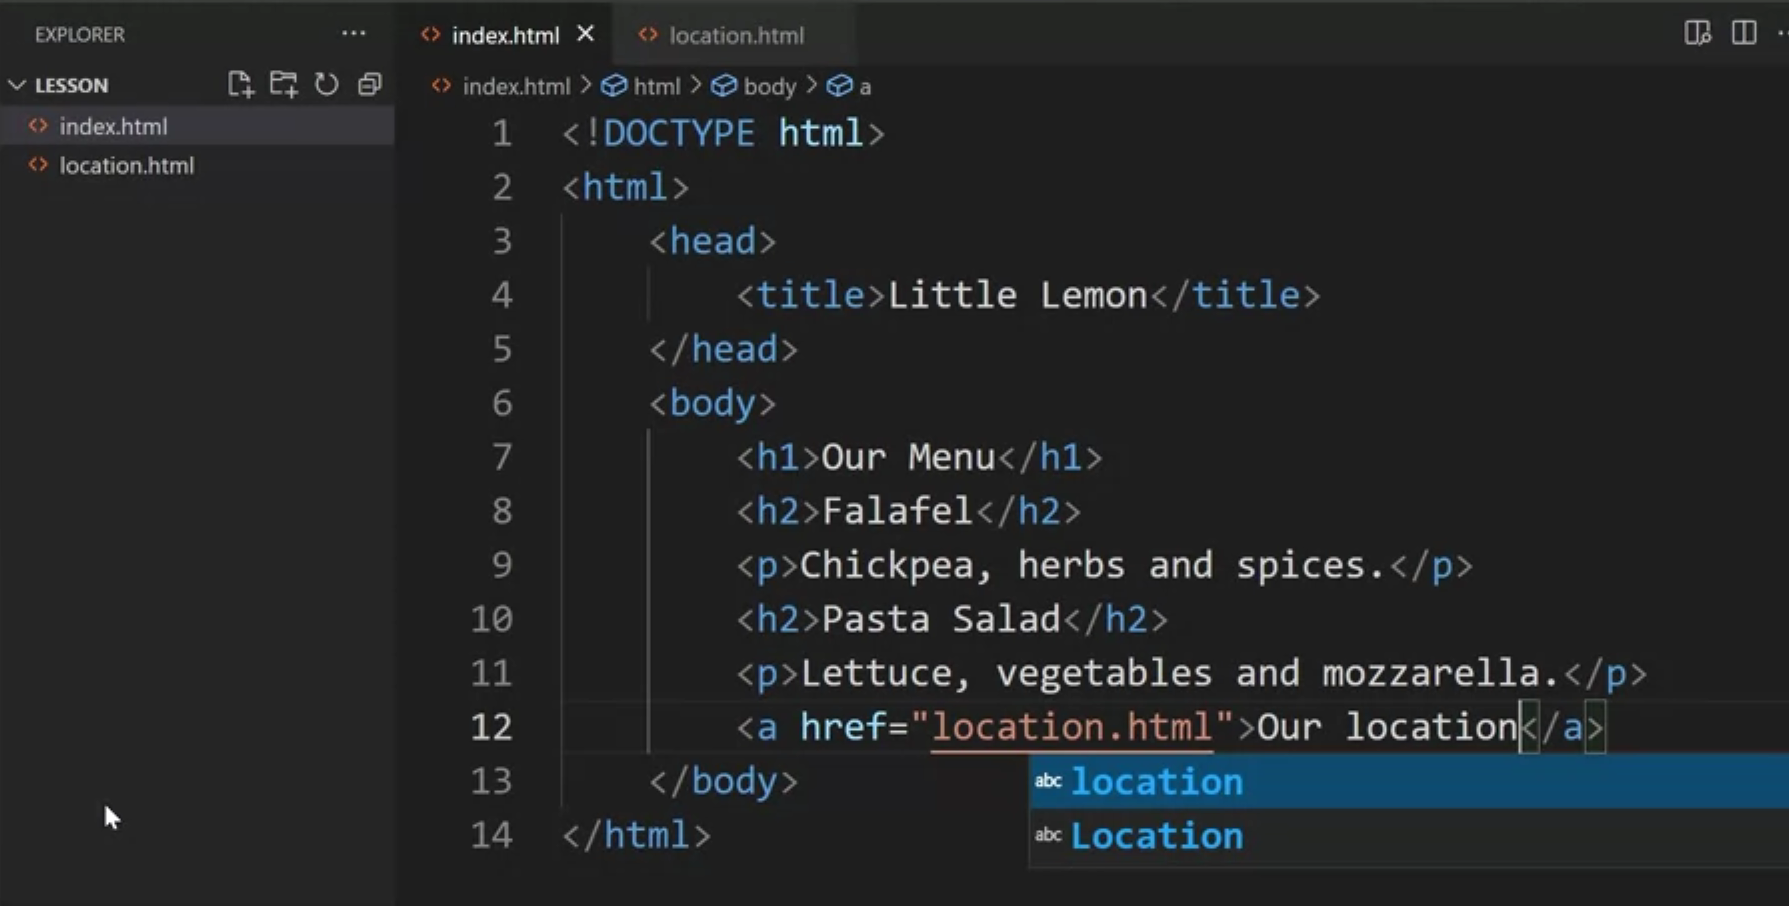 EXPLORER ...
LESSON
index.html
location.html
index.html location.html
index.html > html > body > a
1 <!DOCTYPE html>
2 <html>
3 <head>
4 <title>Little Lemon</title>
5 </head>
6 <body>
7 <h1>Our Menu</h1>
8 <h2>Falafel</h2>
9 <p>Chickpea, herbs and spices.</p>
10 <h2>Pasta Salad</h2>
11 <p>Lettuce, vegetables and mozzarella.</p>
12 <a href="location.html">Our location</a>
abc location
13 </body>
abc Location
14 </html>